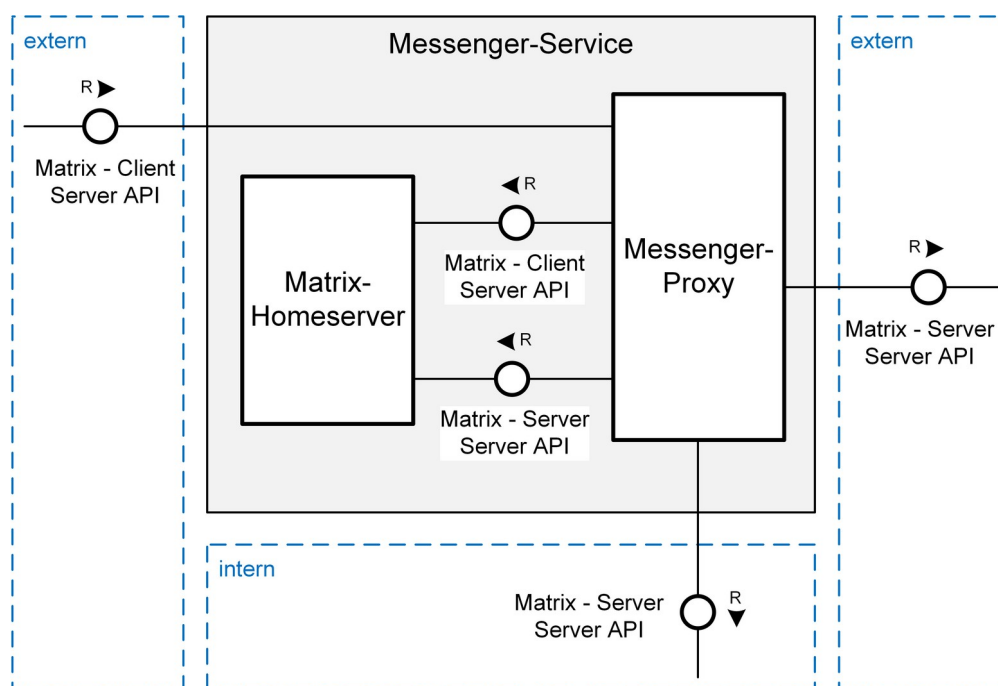 extern
Messenger-Service
extern
R
Matrix - Client
Server API
R
Matrix - Client
Server API
Matrix-
Homeserver
Messenger-
Proxy
R
Matrix - Server
Server API
R
Matrix - Server
Server API
intern
Matrix - Server
Server API
R